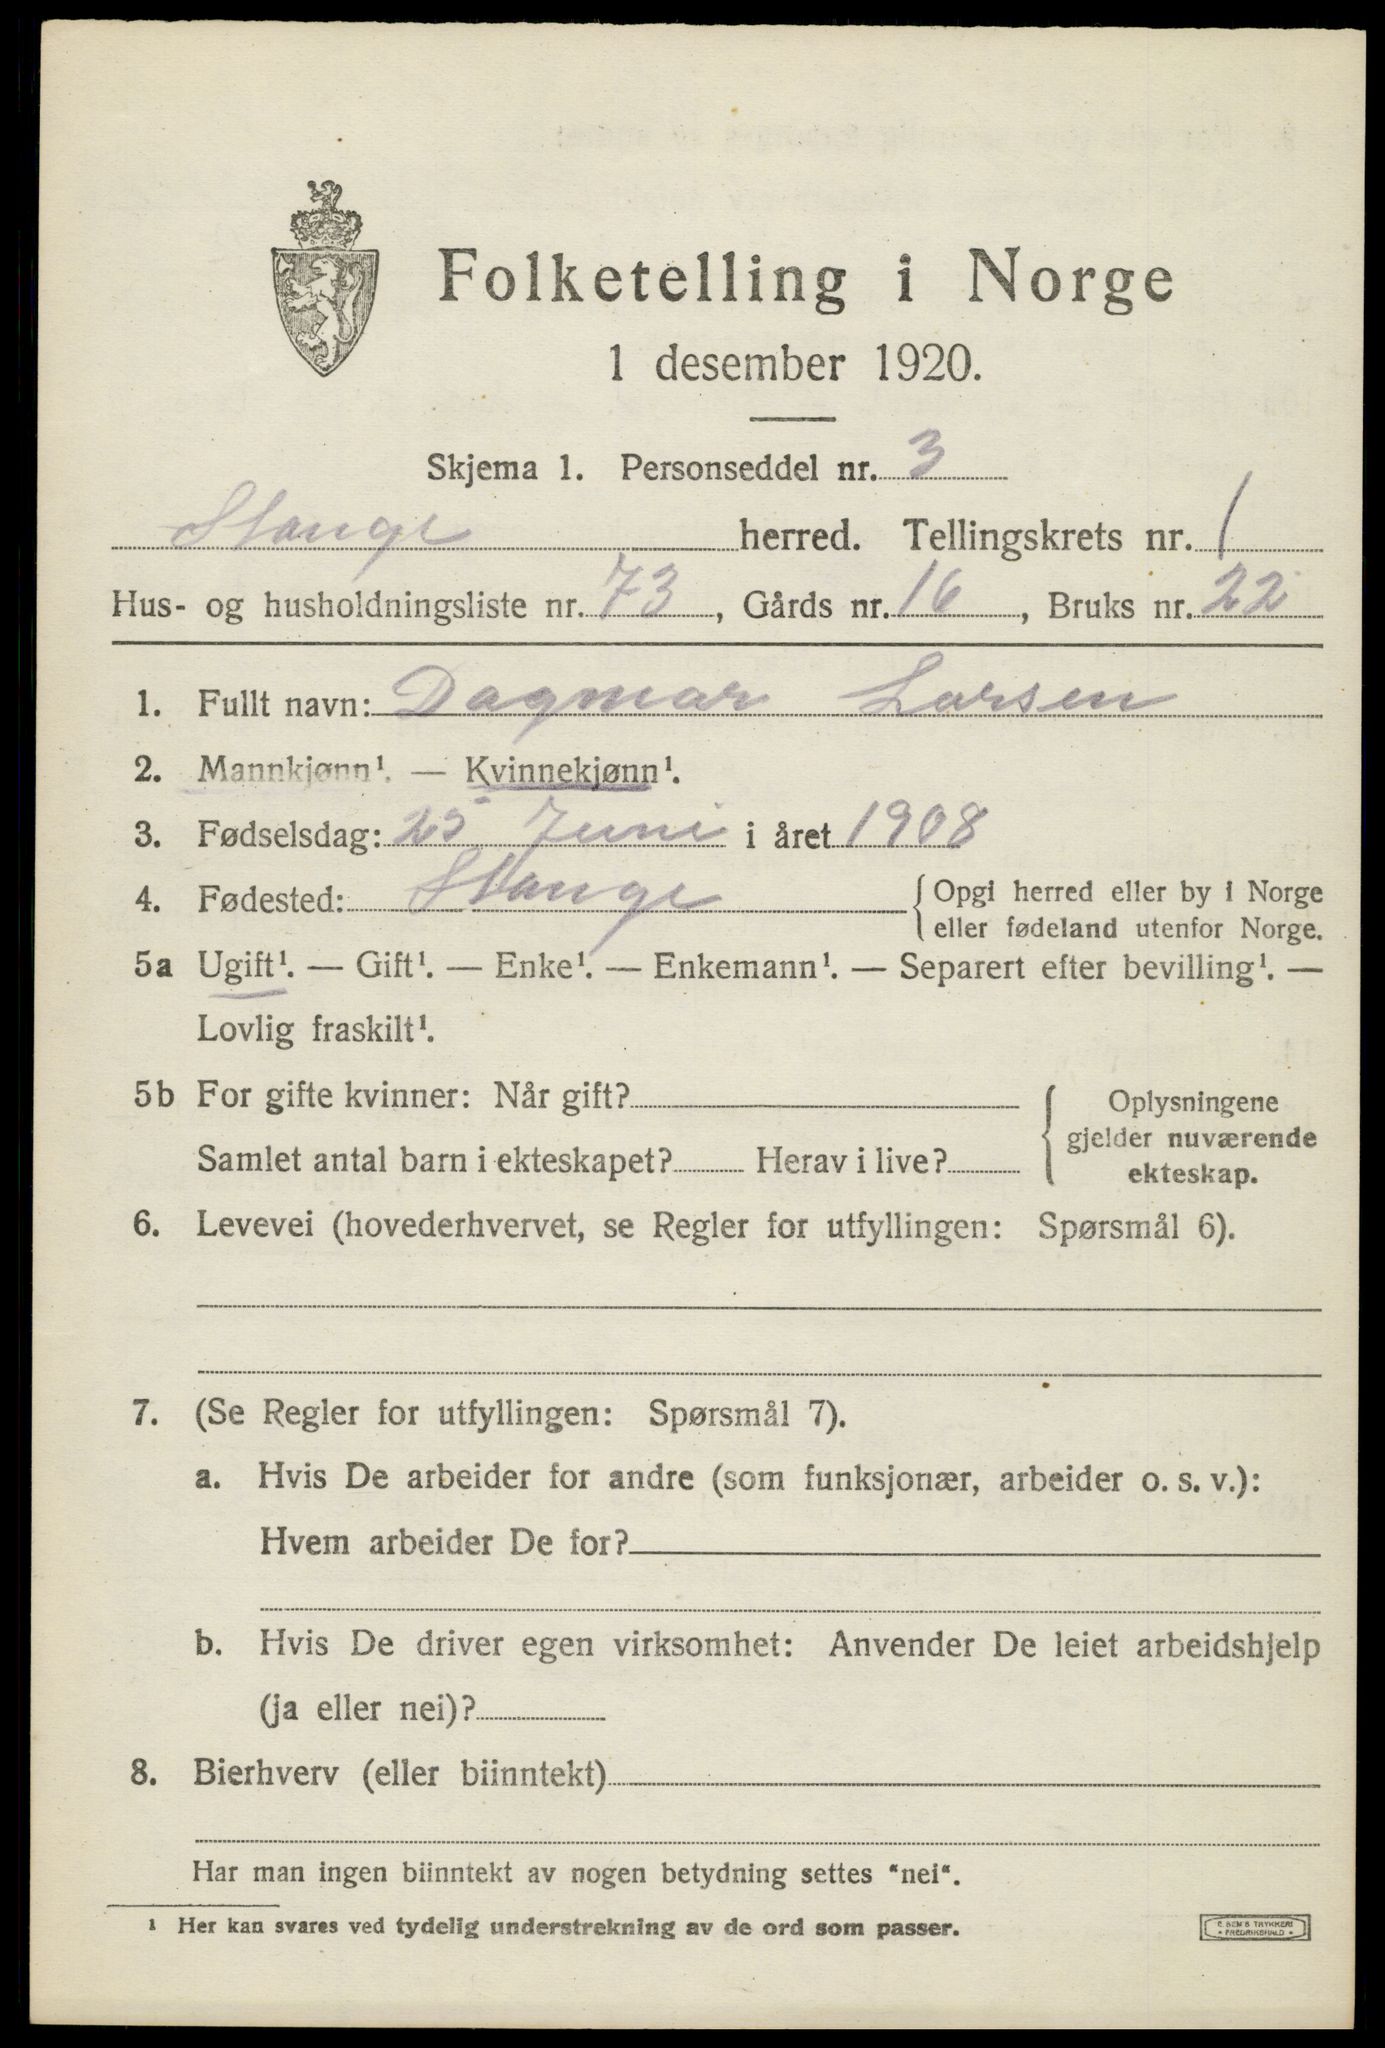 Folketelling i Norge
1 desember 1920.
Skjema 1. Personseddel nr. 3
Stange herred. Tellingskrets nr. 1
Hus- og husholdningsliste nr. 73, Gårds nr. 16, Bruks nr. 22
1. Fullt navn: Dagmar Larsen
2. Mannkjønn¹. — Kvinnekjønn¹.
3. Fødselsdag: 25 Juni i året 1908
4. Fødested: Stange { Opgi herred eller by i Norge
eller fødeland utenfor Norge.
5a Ugift¹. — Gift¹. — Enke¹. — Enkemann¹. — Separert efter bevilling¹. —
Lovlig fraskilt¹.
5b For gifte kvinner: Når gift? { Oplysningene
gjelder nuværende
Samlet antal barn i ekteskapet? Herav i live? ekteskap.
6. Levevei (hovederhvervet, se Regler for utfyllingen: Spørsmål 6).
7. (Se Regler for utfyllingen: Spørsmål 7).
a. Hvis De arbeider for andre (som funksjonær, arbeider o. s. v.):
Hvem arbeider De for?
b. Hvis De driver egen virksomhet: Anvender De leiet arbeidshjelp
(ja eller nei)?
8. Bierhverv (eller biinntekt)
Har man ingen biinntekt av nogen betydning settes "nei".
¹ Her kan svares ved tydelig understrekning av de ord som passer.
TRYKKERI
FREDRIKSHALD